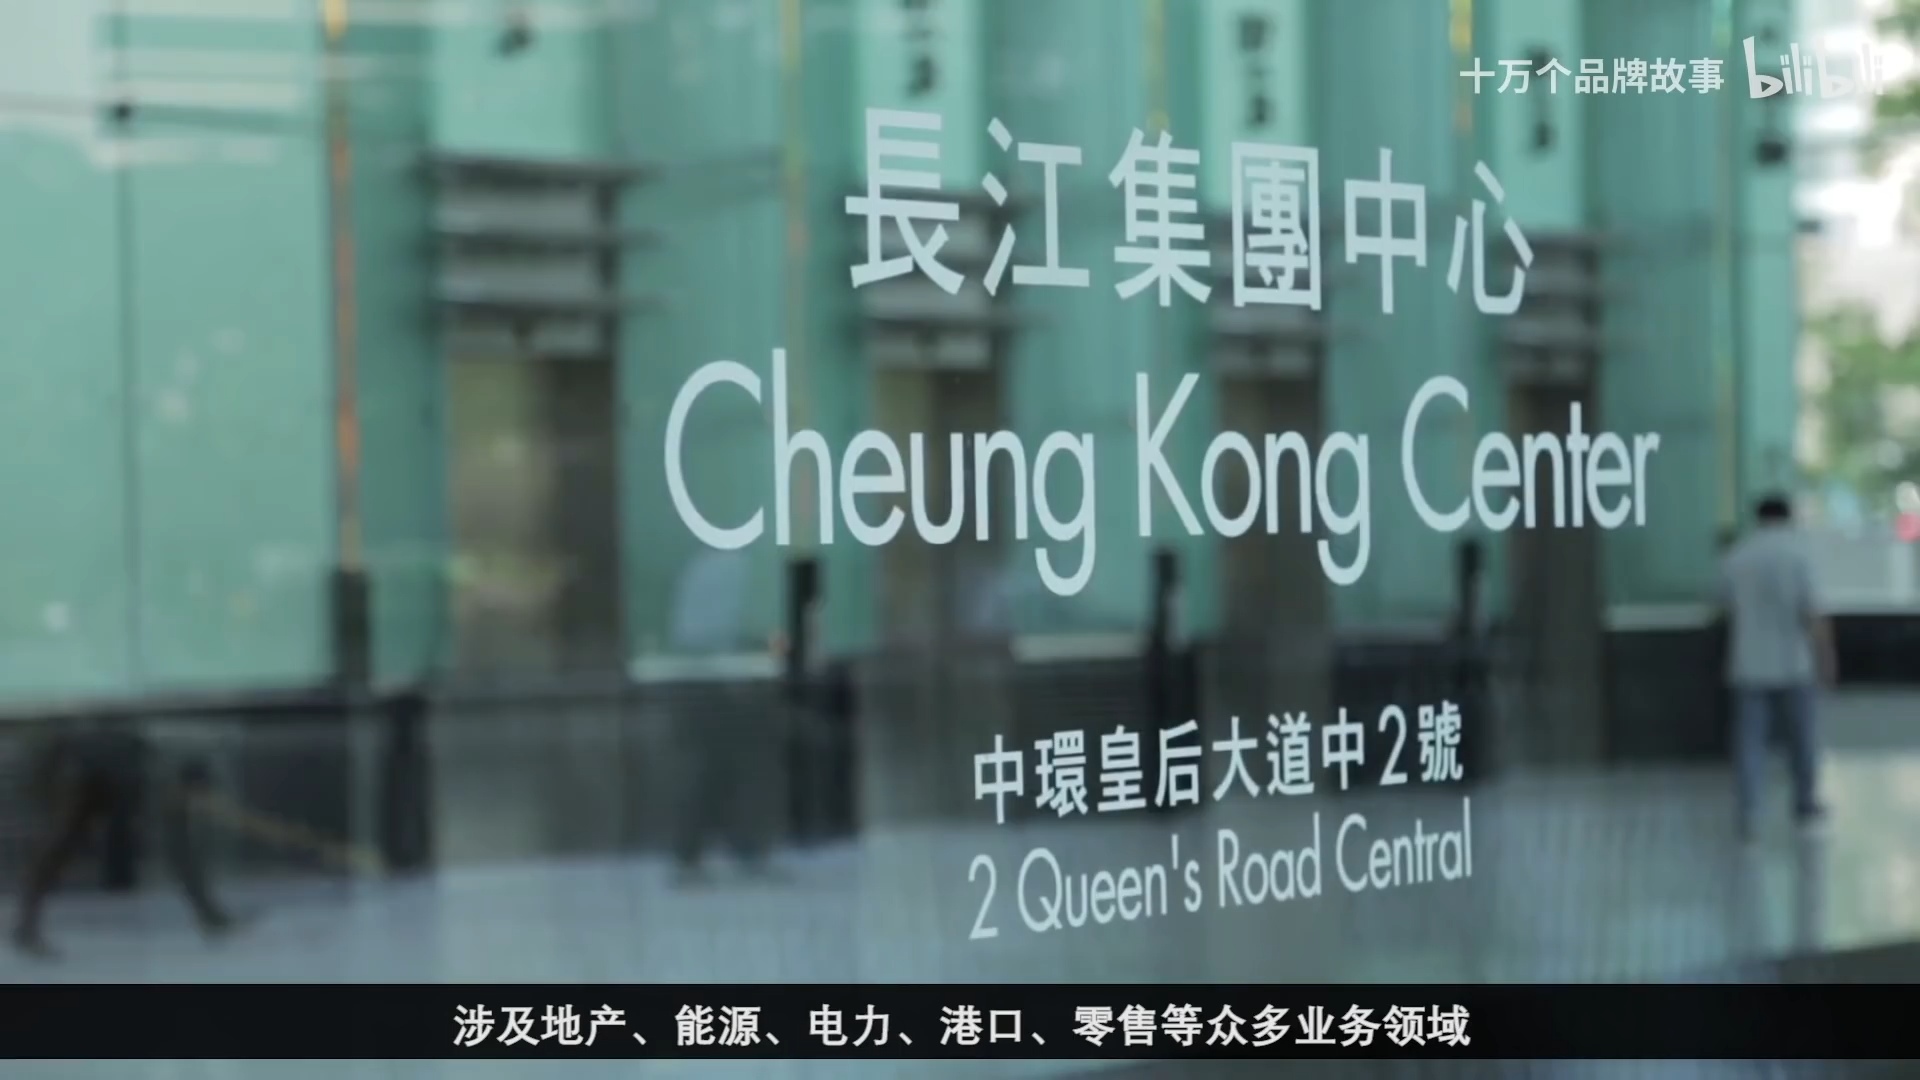 十万个品牌故事 bilibili
長江集團中心
Cheung Kong Center
中環皇后大道中2號
2 Queen's Road Central
涉及地产、能源、电力、港口、零售等众多业务领域